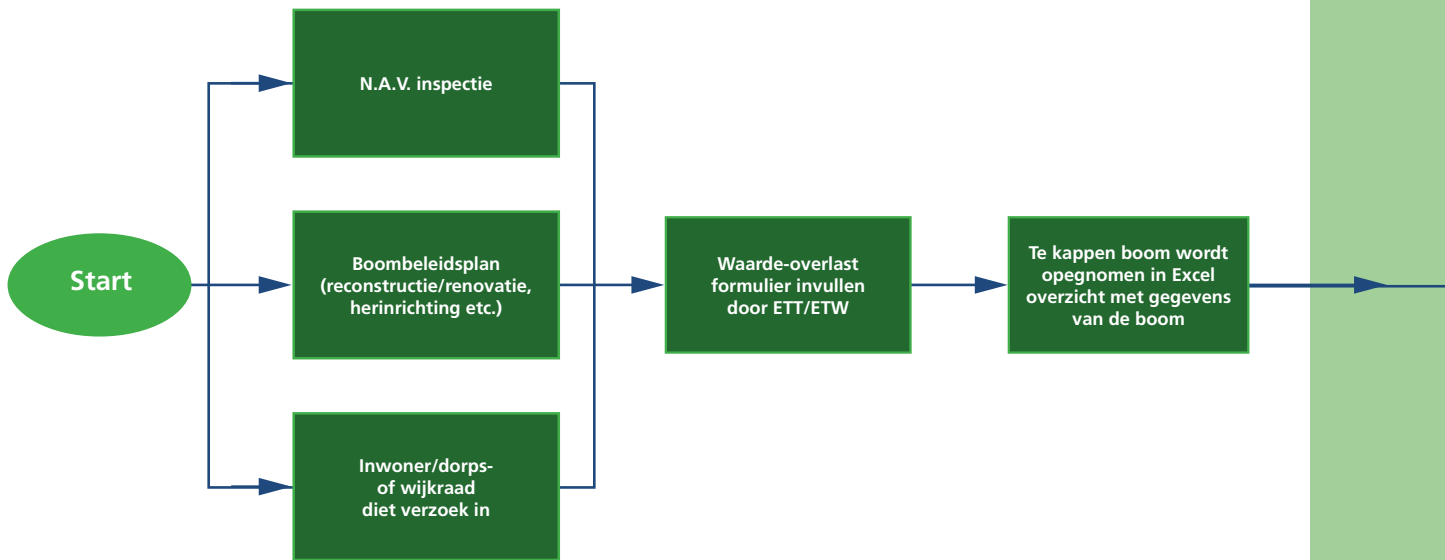 Start
N.A.V. inspectie
Boombeleidsplan
(reconstructie/renovatie,
herinrichting etc.)
Inwoner/dorps-
of wijkraad
diet verzoek in
Waarde-overlast
formulier invullen
door ETT/ETW
Te kappen boom wordt
opegnomen in Excel
overzicht met gegevens
van de boom